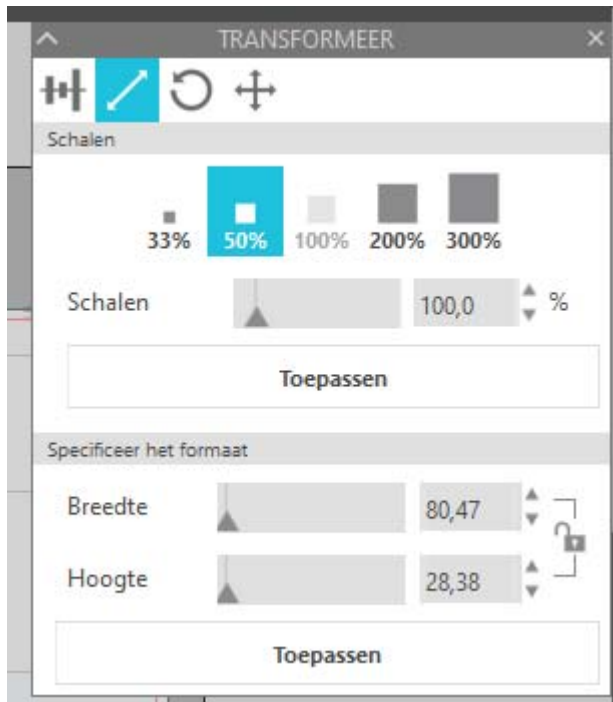 TRANSFORMEER
Schalen
33% 50% 100% 200% 300%
Schalen 100,0 %
Toepassen
Specificeer het formaat
Breedte 80,47
Hoogte 28,38
Toepassen